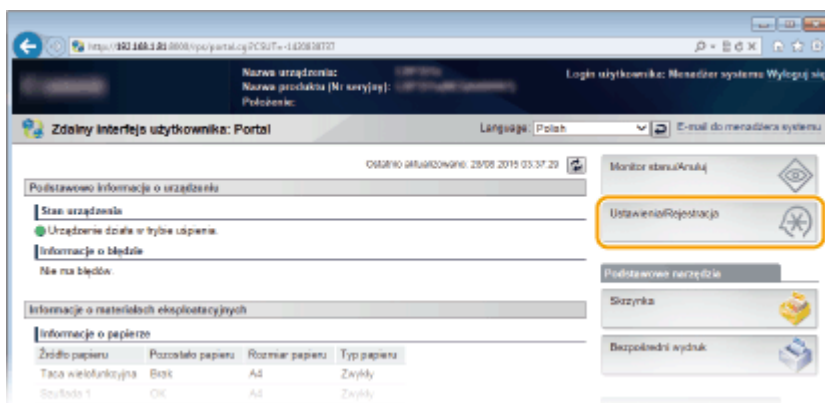 Nazwa urządzenia:
Nazwa produktu (Nr seryjny):
Położenie:
Login użytkownika: Menedżer systemu Wyloguj się
Zdalny interfejs użytkownika: Portal
Language: Polish
E-mail do menadżera systemu
Ostatnio aktualizowano: 28/08 2015 03:37:29
Podstawowe informacje o urządzeniu
Stan urządzenia
Urządzenie działa w trybie uśpienia.
Informacje o błędzie
Nie ma błędów.
Informacje o materiałach eksploatacyjnych
Informacje o papierze
Źródło papieru Pozostało papieru Rozmiar papieru Typ papieru
Taca wielofunkcyjna Brak A4 Zwykły
Szuflada 1 OK A4 Zwykły
Monitor stanu/Anuluj
Ustawienia/Rejestracja
Podstawowe narzędzia
Skrzynka
Bezpośredni wydruk